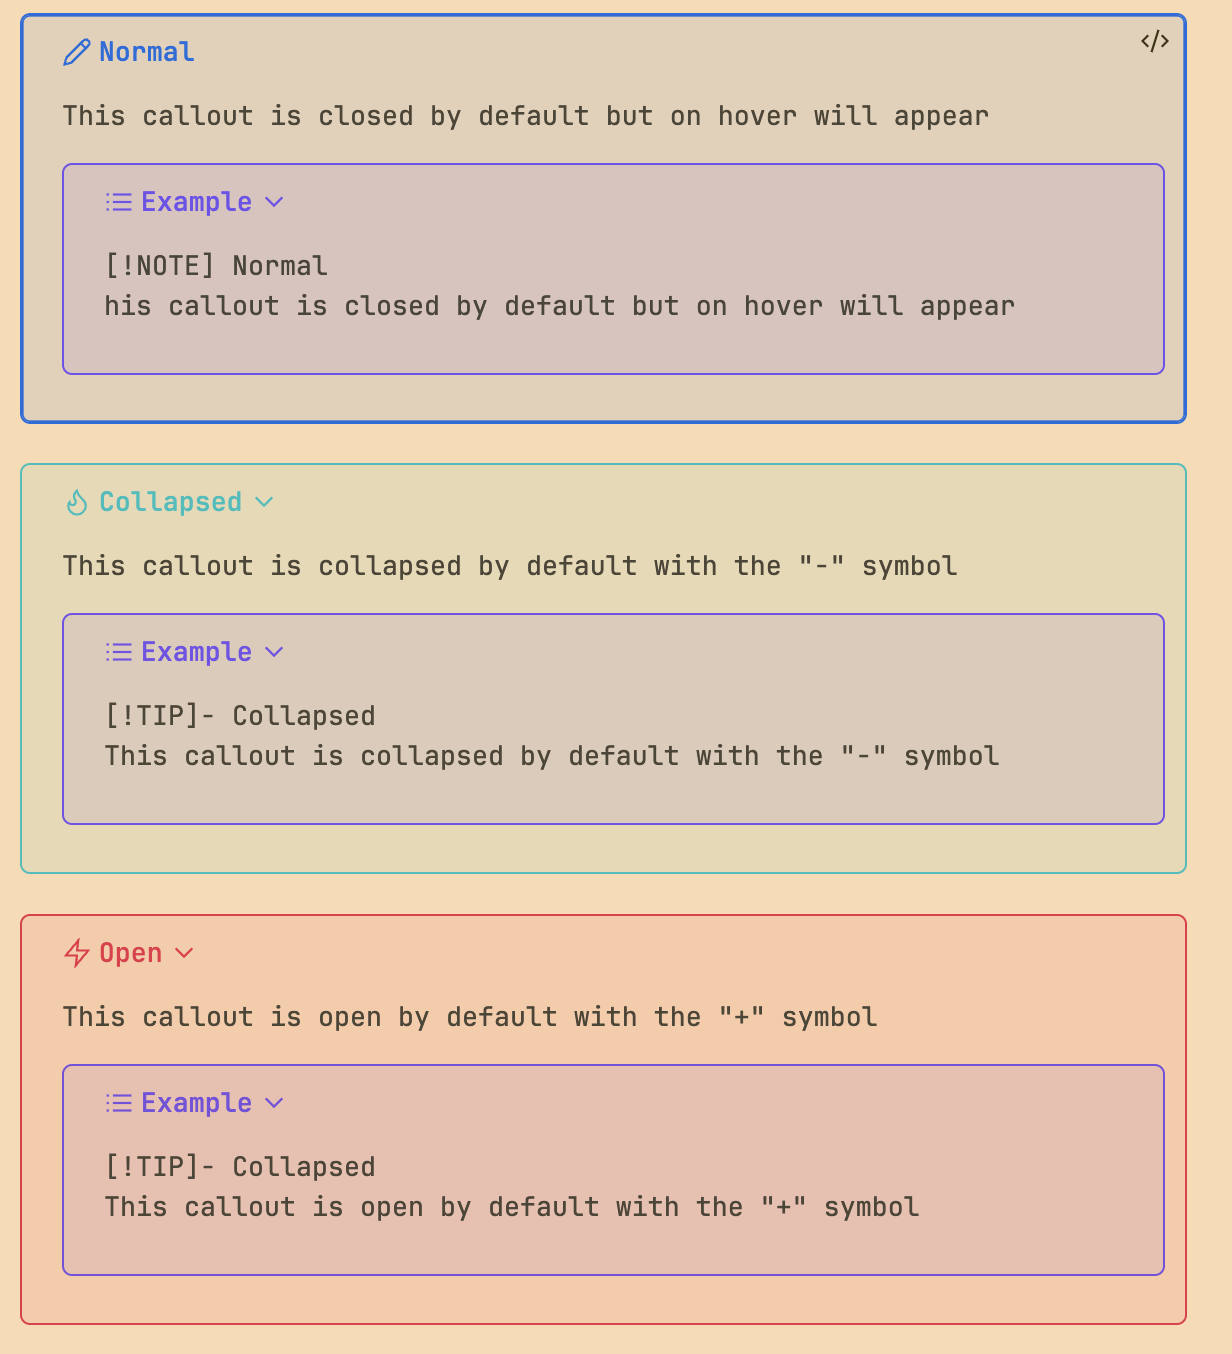 Normal
This callout is closed by default but on hover will appear
Example
[!NOTE] Normal
his callout is closed by default but on hover will appear
Collapsed
This callout is collapsed by default with the "-" symbol
Example
[!TIP]- Collapsed
This callout is collapsed by default with the "-" symbol
Open
This callout is open by default with the "+" symbol
Example
[!TIP]- Collapsed
This callout is open by default with the "+" symbol